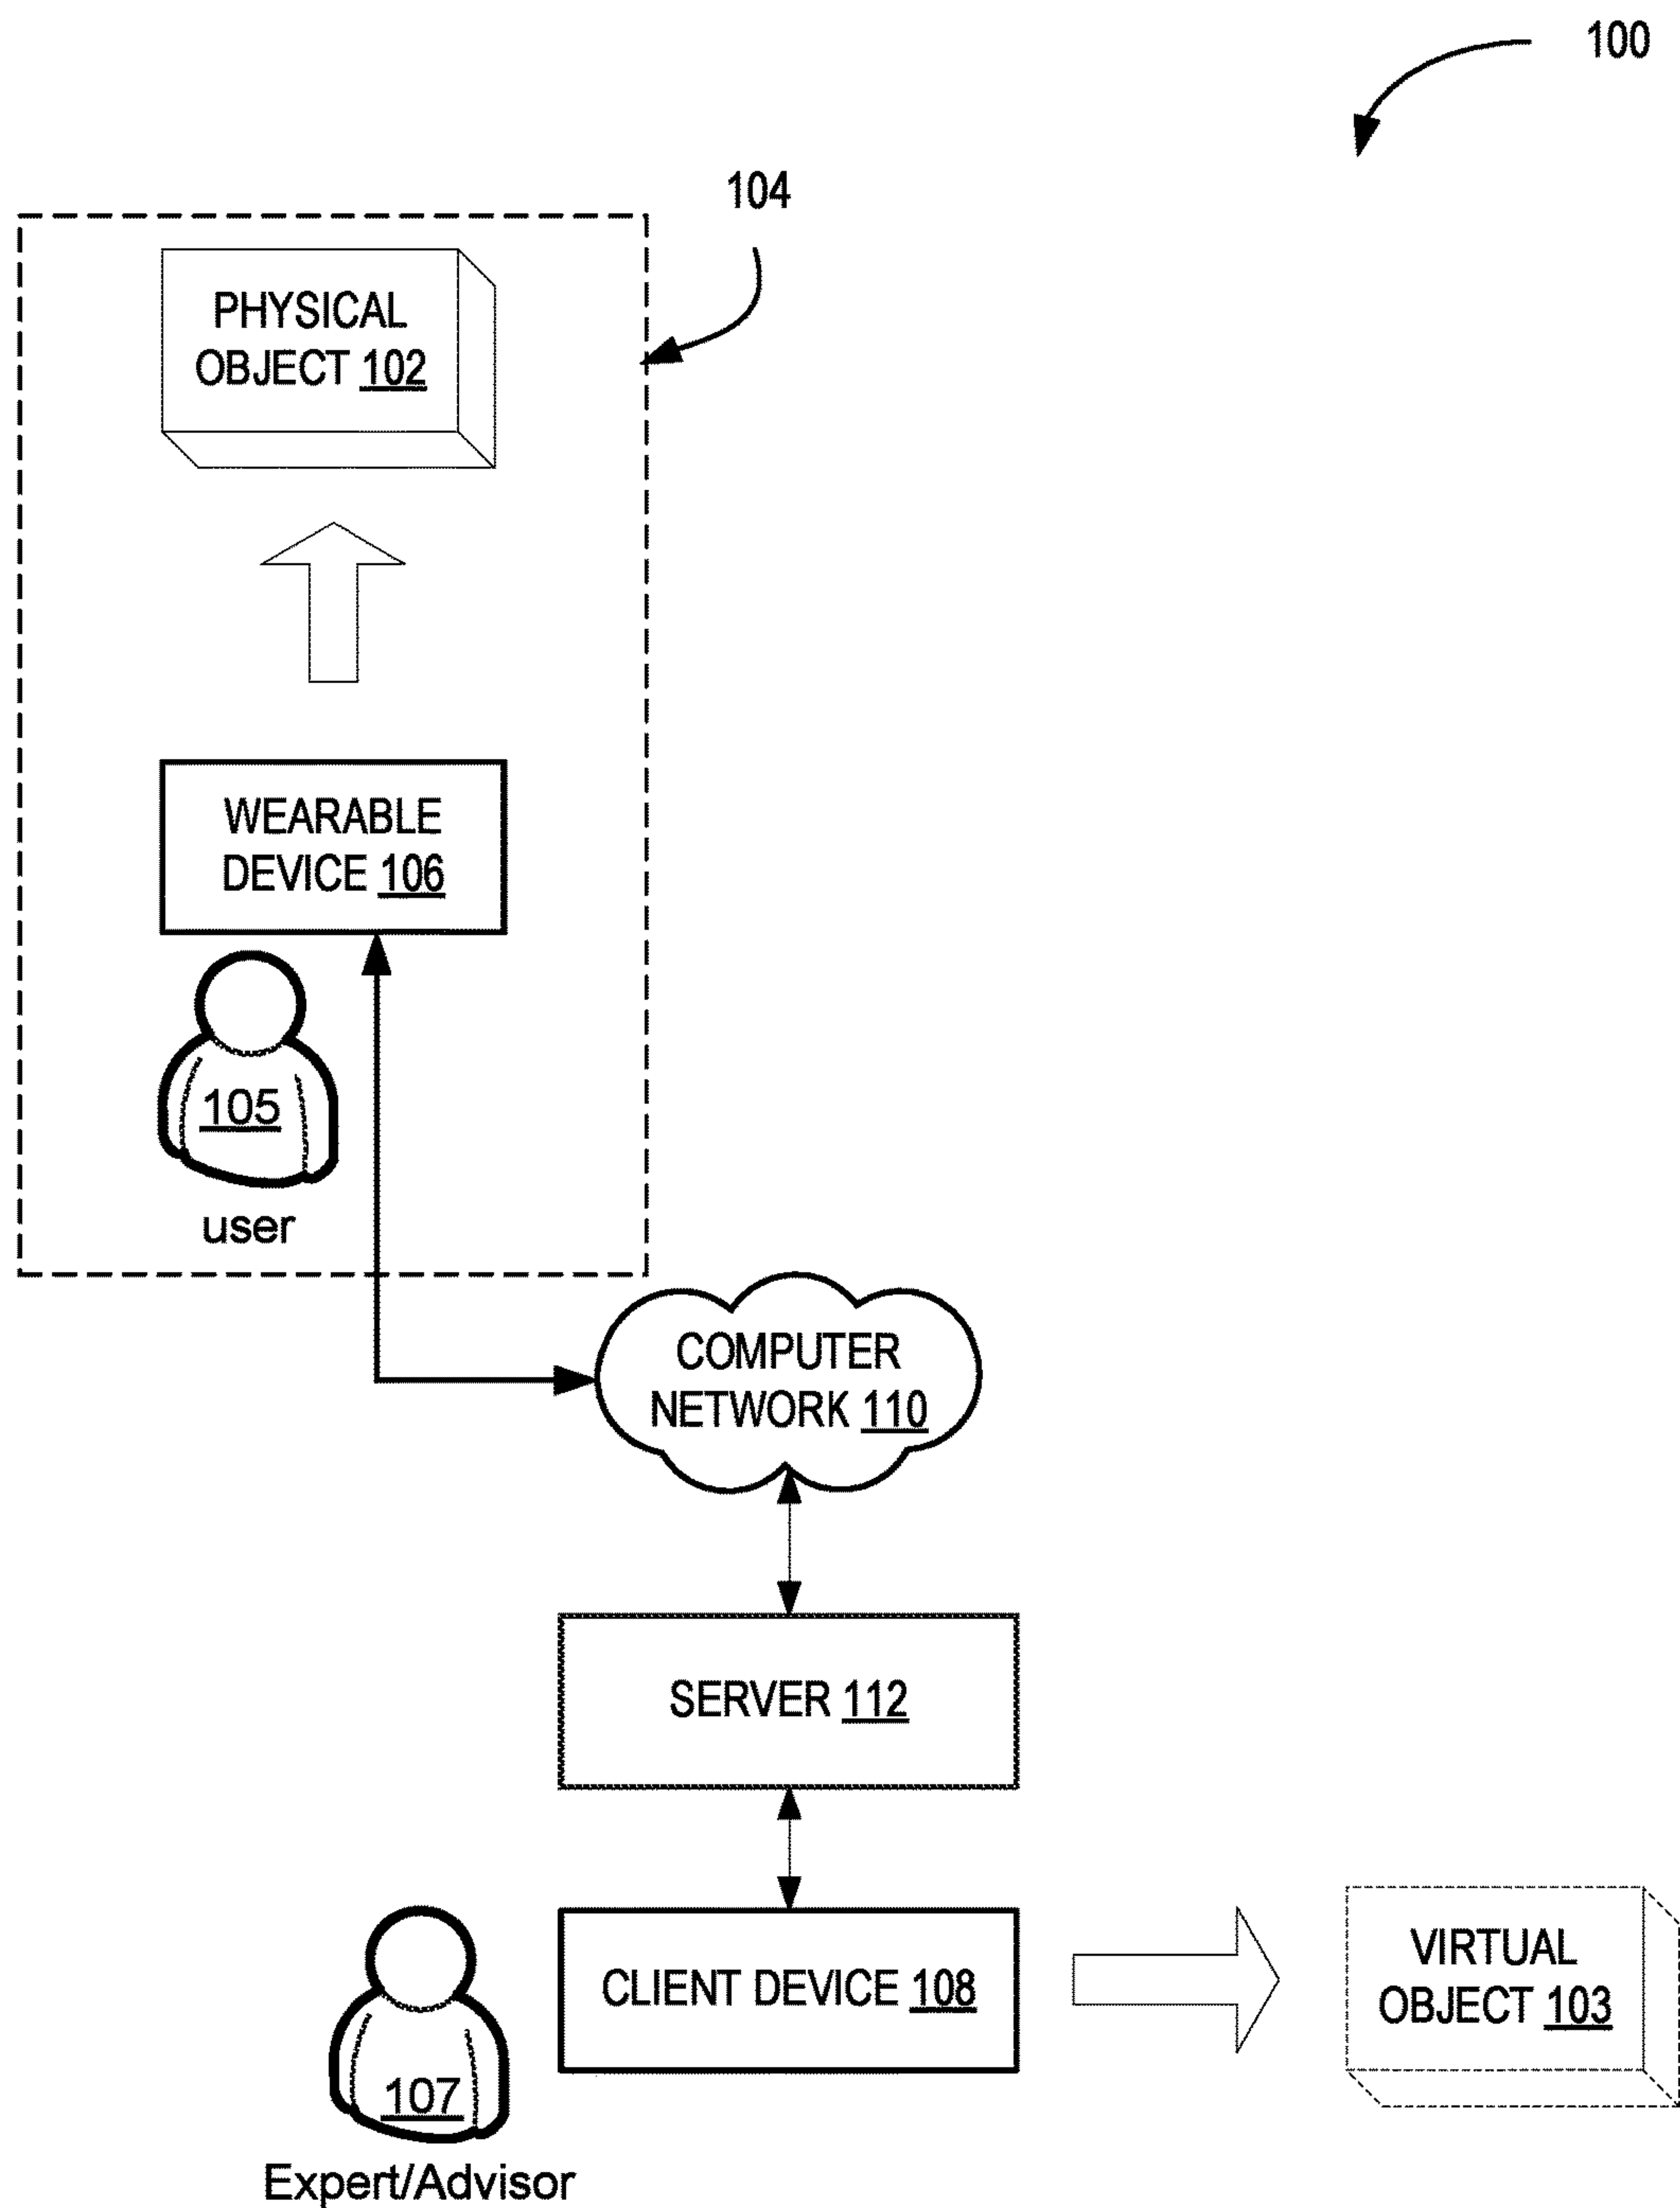 100
104
PHYSICAL
OBJECT 102
WEARABLE
DEVICE 106
105
user
COMPUTER
NETWORK 110
SERVER 112
CLIENT DEVICE 108
VIRTUAL
OBJECT 103
107
Expert/Advisor